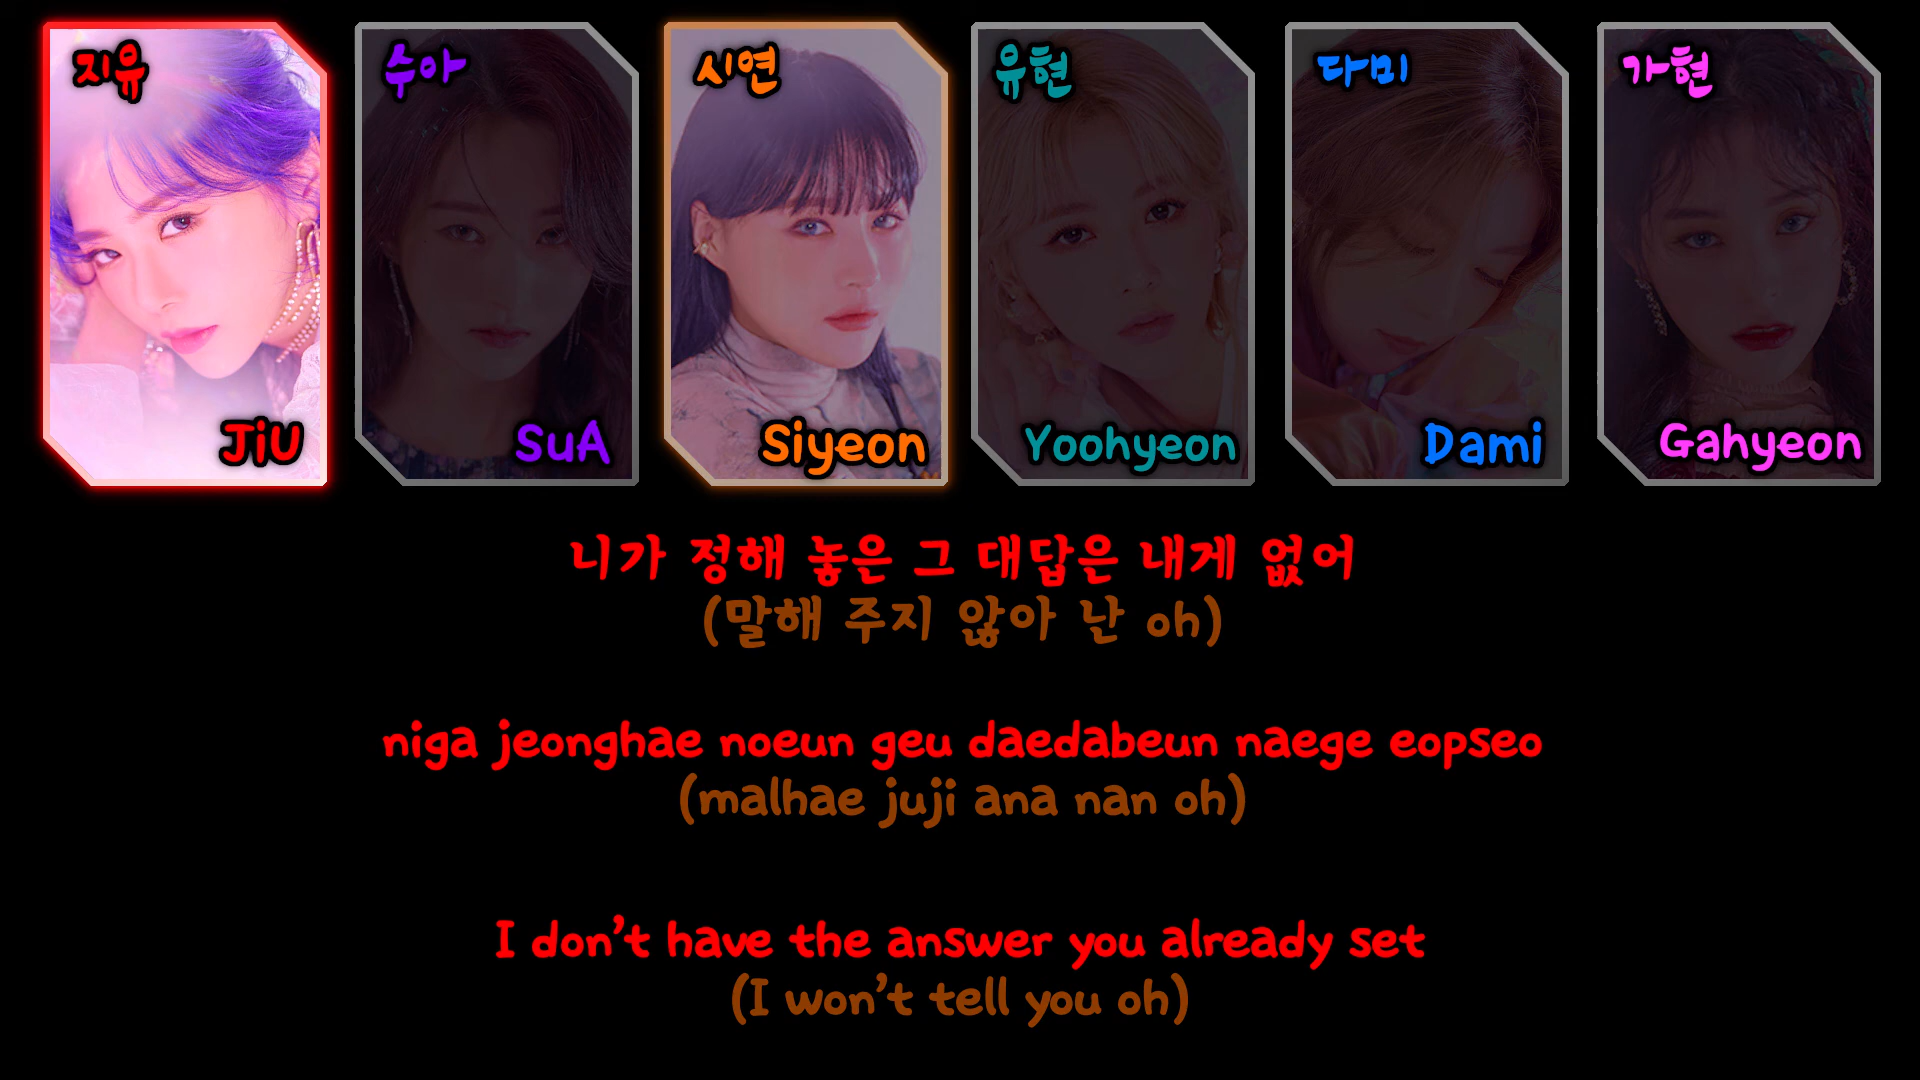 지유
수아
시연
유현
다미
가현
JiU
SuA
Siyeon
Yoohyeon
Dami
Gahyeon
니가 정해 놓은 그 대답은 내게 없어
(말해 주지 않아 난 oh)
niga jeonghae noeun geu daedabeun naege eopseo
(malhae juji ana nan oh)
I don't have the answer you already set
(I won't tell you oh)